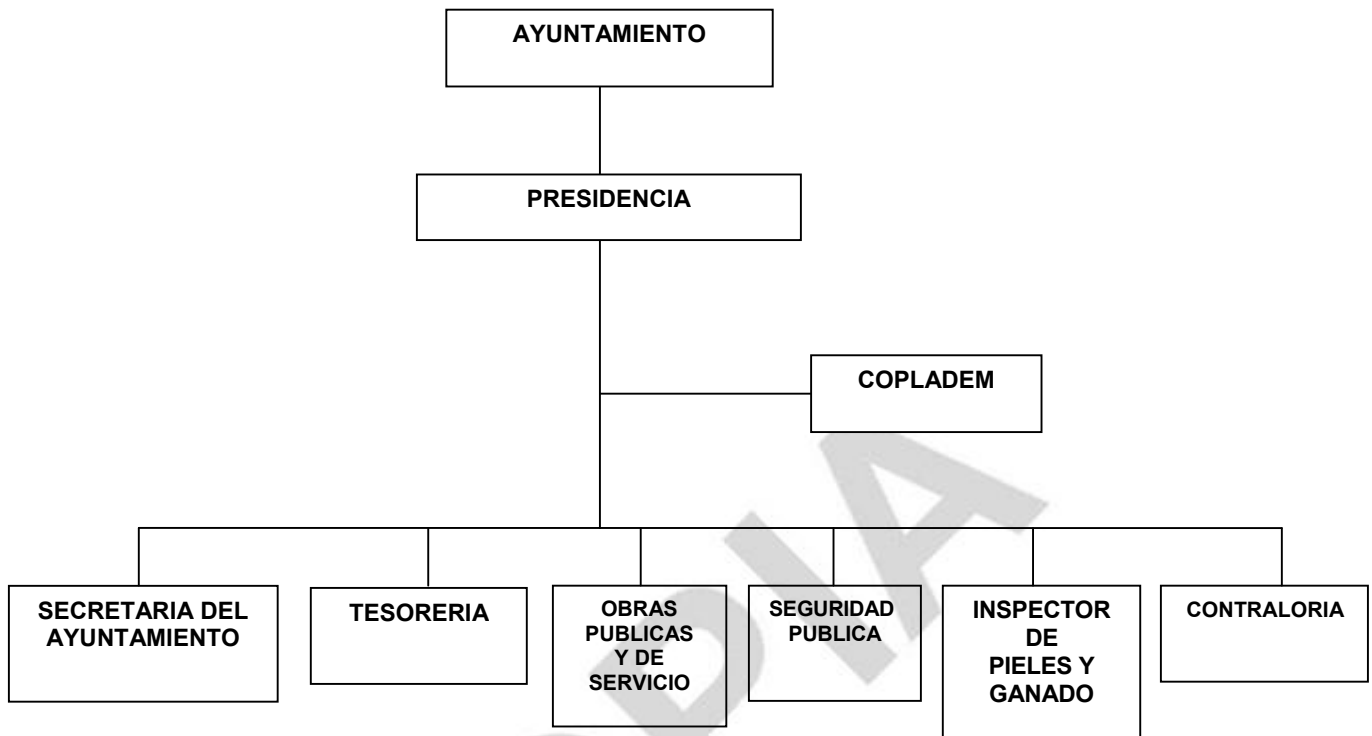 AYUNTAMIENTO
PRESIDENCIA
COPLADEM
SECRETARIA DEL
AYUNTAMIENTO
TESORERIA
OBRAS
PUBLICAS
Y DE
SERVICIO
SEGURIDAD
PUBLICA
INSPECTOR
DE
PIELES Y
GANADO
CONTRALORIA